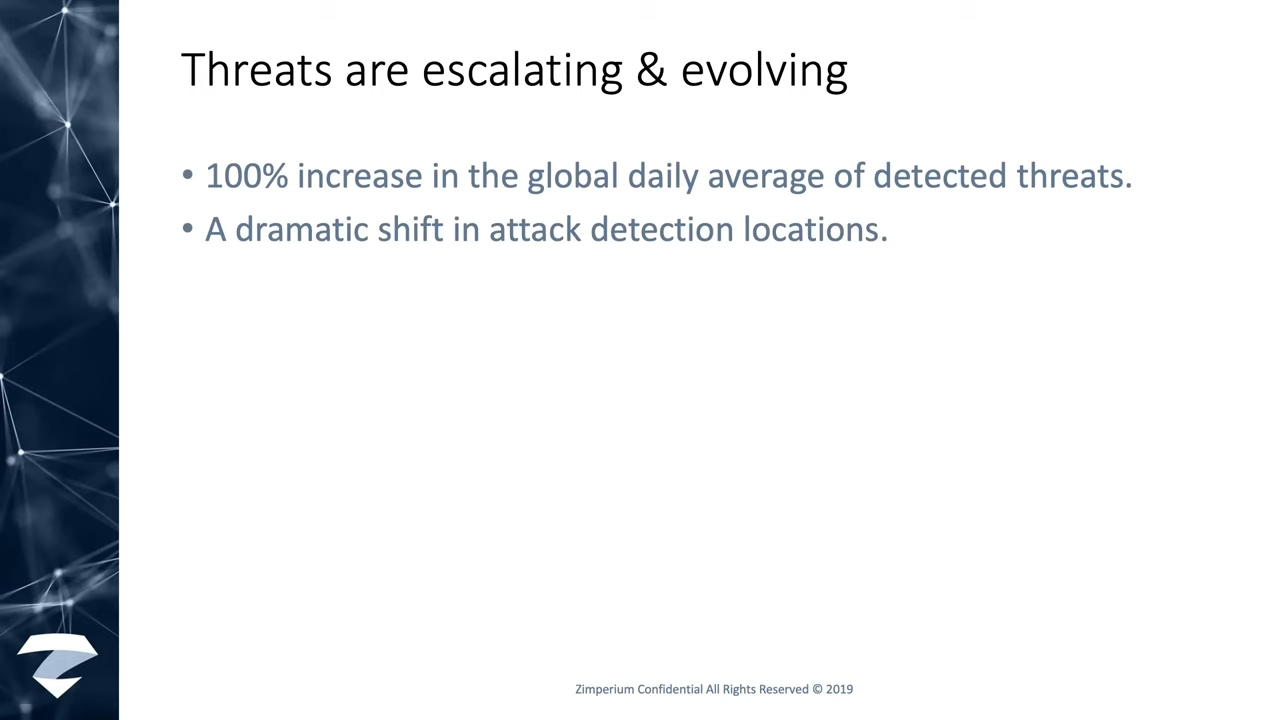 Threats are escalating & evolving
• 100% increase in the global daily average of detected threats.
• A dramatic shift in attack detection locations.
Zimperium Confidential All Rights Reserved © 2019